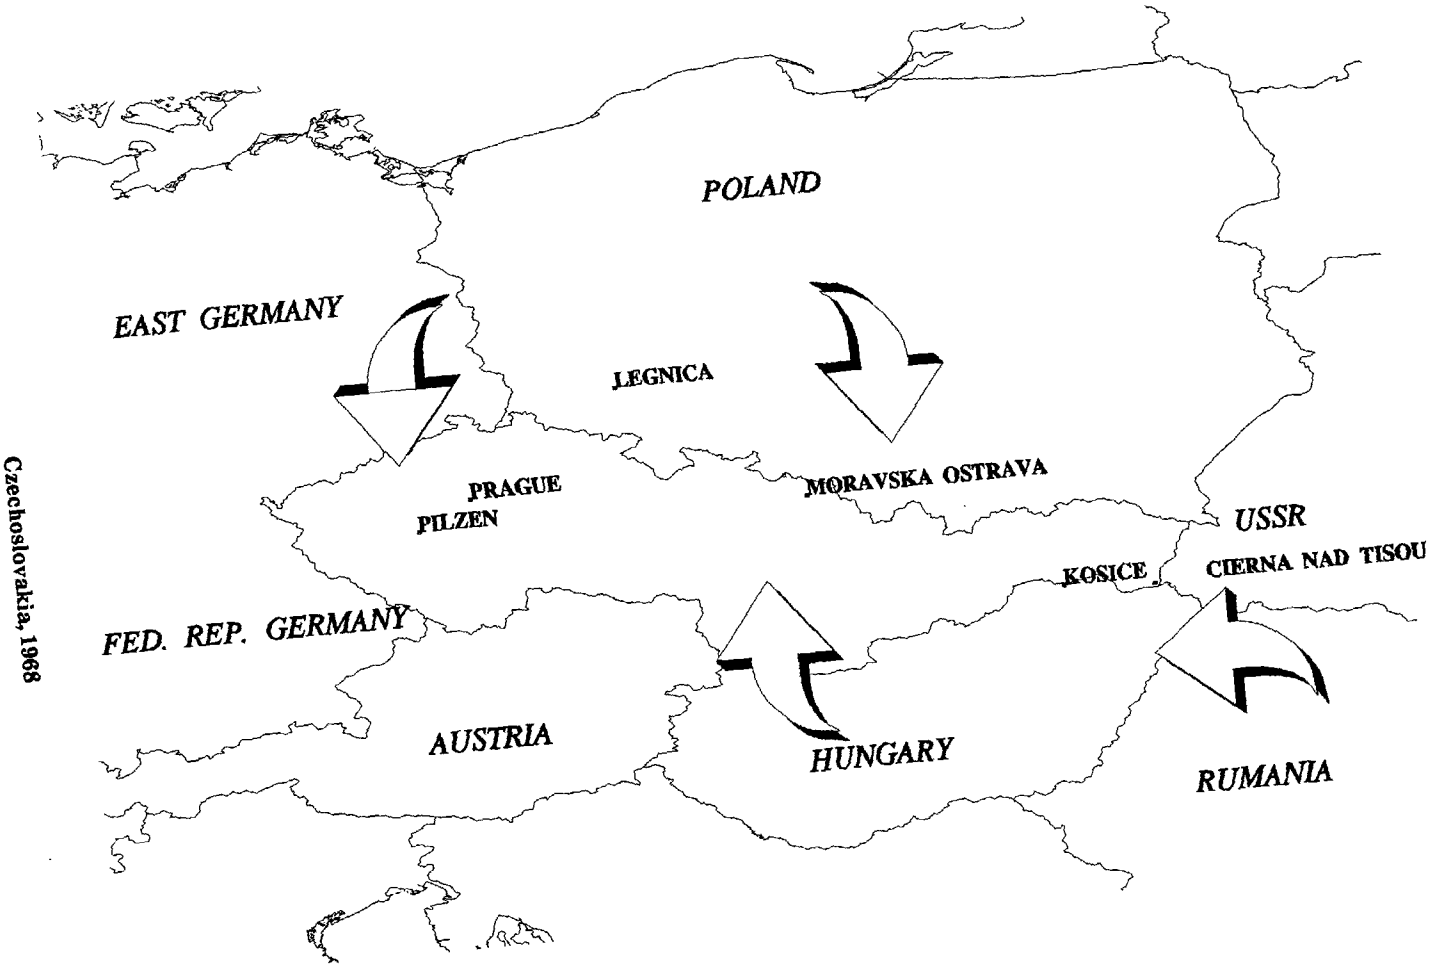 POLAND
EAST GERMANY
LEGNICA
MORAVSKA OSTRAVA
PRAGUE
PILZEN
USSR
CIERNA NAD TISOU
KOSICE
FED. REP. GERMANY
AUSTRIA
HUNGARY
RUMANIA
Czechoslovakia, 1968